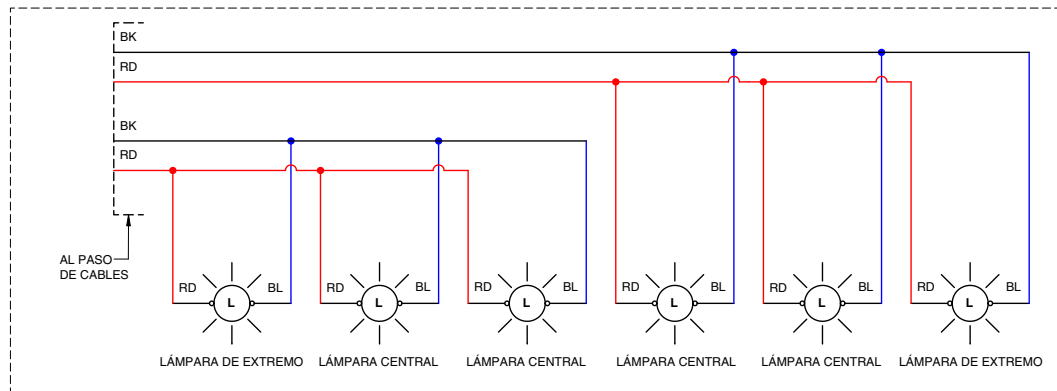 BK
RD
BK
RD
AL PASO
DE CABLES
RD L BL
RD L BL
RD L BL
RD L BL
RD L BL
RD L BL
LÁMPARA DE EXTREMO
LÁMPARA CENTRAL
LÁMPARA CENTRAL
LÁMPARA CENTRAL
LÁMPARA CENTRAL
LÁMPARA DE EXTREMO